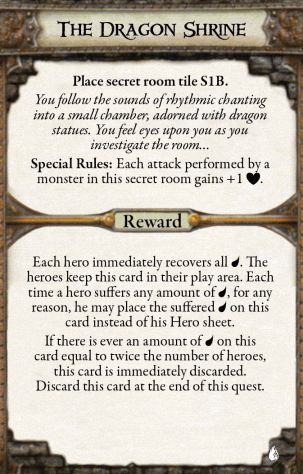 THE DRAGON SHRINE
Place secret room tile S1B.
You follow the sounds of rhythmic chanting
into a small chamber, adorned with dragon
statues. You feel eyes upon you as you
investigate the room...
Special Rules: Each attack performed by a
monster in this secret room gains +1 ♥.
Reward
Each hero immediately recovers all 💧. The
heroes keep this card in their play area. Each
time a hero suffers any amount of 💧, for any
reason, he may place the suffered 💧 on this
card instead of his Hero sheet.
If there is ever an amount of 💧 on this
card equal to twice the number of heroes,
this card is immediately discarded.
Discard this card at the end of this quest.